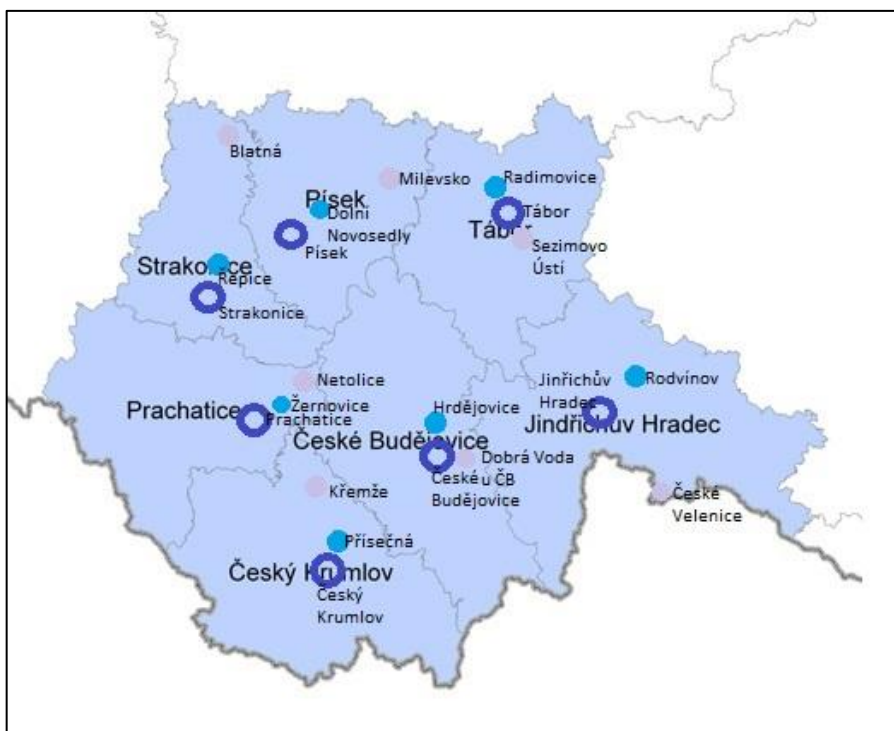 Blatná
Milevsko
Radimovice
Písek
Dolní
Novosedly
Písek
Tábor
Tábor
Sezimovo
Ústí
Strakonice
Řepice
Strakonice
Netolice
Žernovice
Prachatice
Prachatice
Hrdějovice
České Budějovice
Dobrá Voda
u ČB
České
Budějovice
Jinřichův
Hradec
Rodvínov
Jindřichův Hradec
České
Velenice
Křemže
Přísečná
Český Krumlov
Český
Krumlov